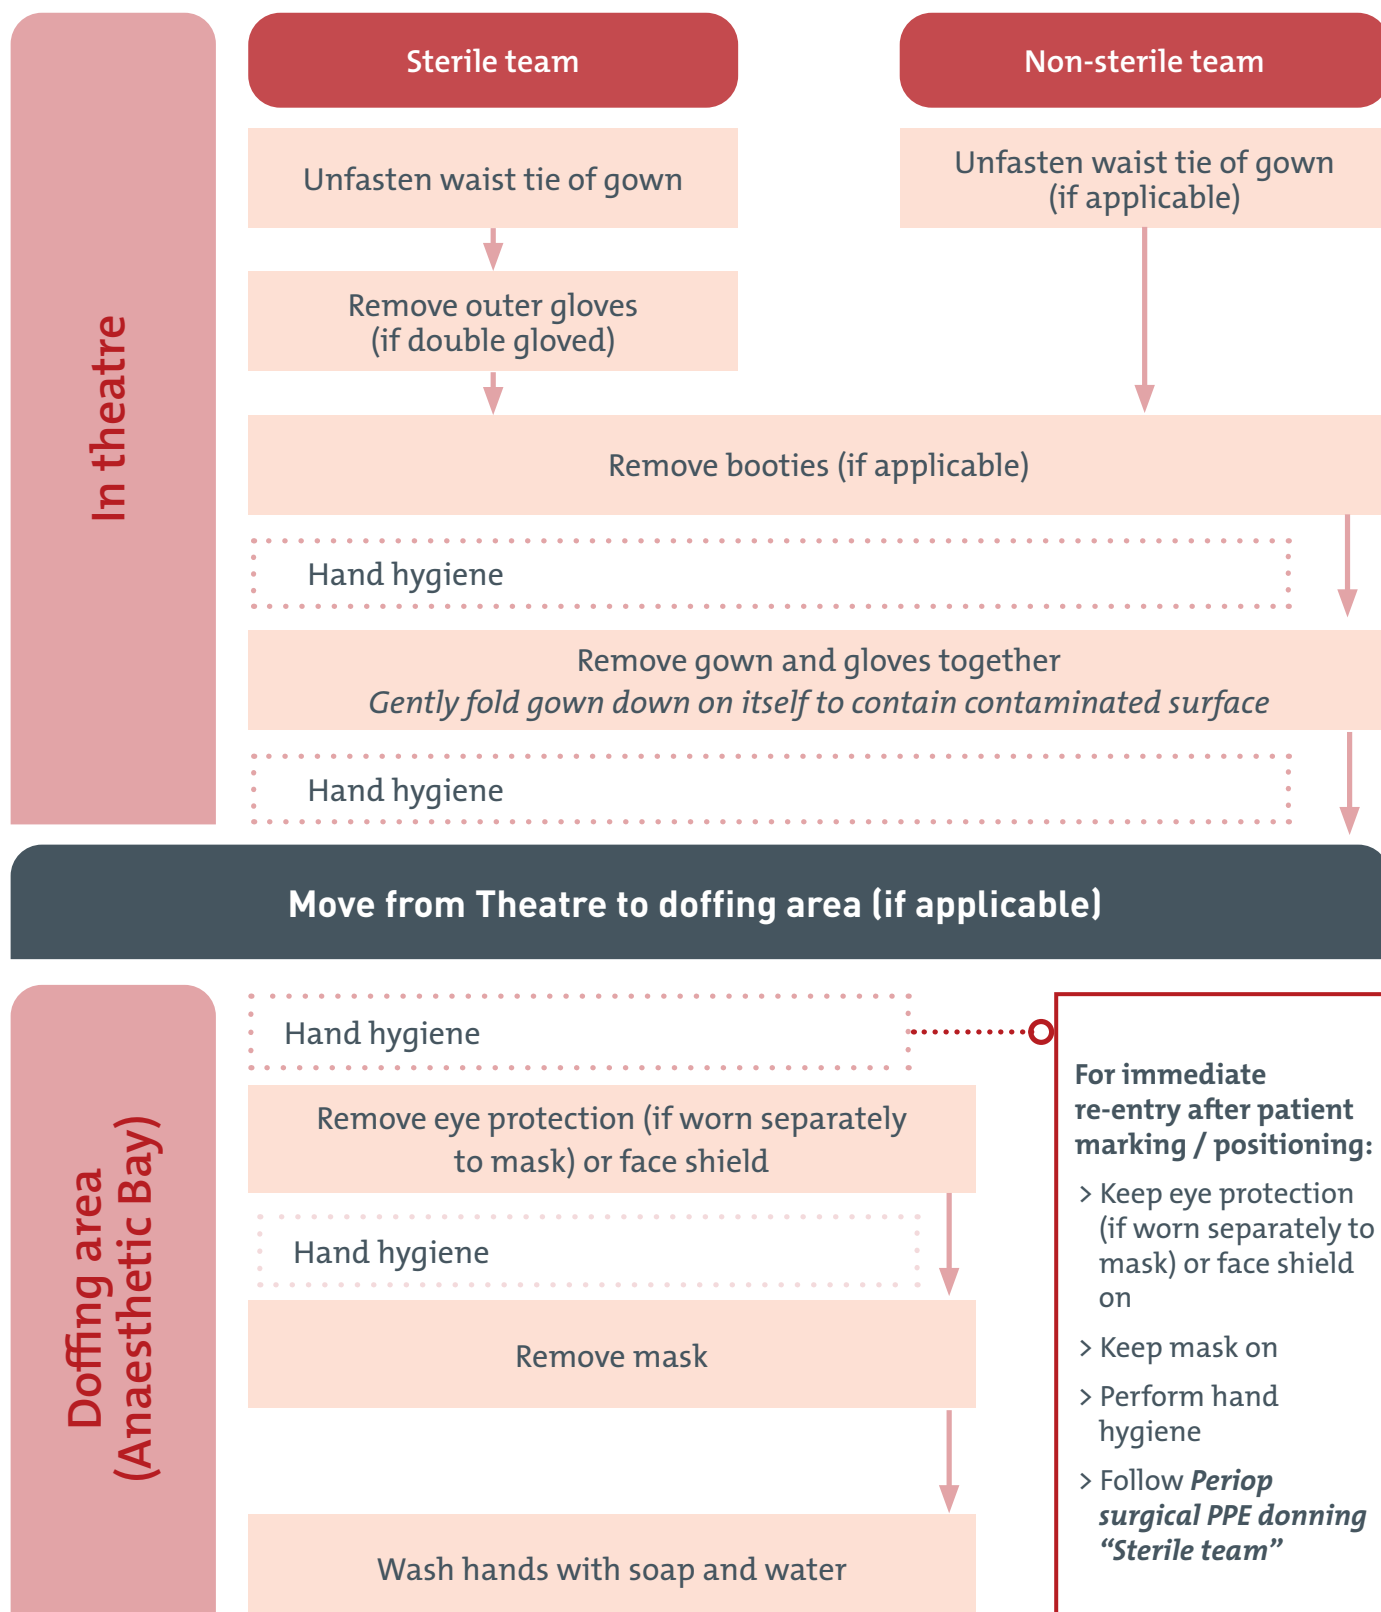 In theatre
Sterile team
Non-sterile team
Unfasten waist tie of gown
Unfasten waist tie of gown
(if applicable)
Remove outer gloves
(if double gloved)
Remove booties (if applicable)
Hand hygiene
Remove gown and gloves together
Gently fold gown down on itself to contain contaminated surface
Hand hygiene
Move from Theatre to doffing area (if applicable)
Doffing area
(Anaesthetic Bay)
Hand hygiene
Remove eye protection (if worn separately
to mask) or face shield
Hand hygiene
Remove mask
Wash hands with soap and water
For immediate
re-entry after patient
marking / positioning:
> Keep eye protection
(if worn separately to
mask) or face shield
on
> Keep mask on
> Perform hand
hygiene
> Follow Periop
surgical PPE donning
“Sterile team”